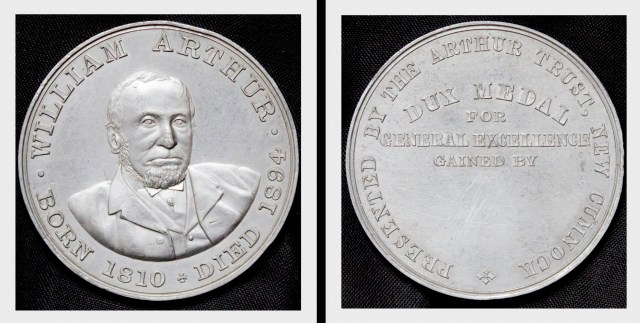 · WILLIAM ARTHUR ·
BORN 1810 ✤ DIED 1894
PRESENTED BY THE ARTHUR TRUST, NEW CUMNOCK
DUX MEDAL
FOR
GENERAL EXCELLENCE
GAINED BY